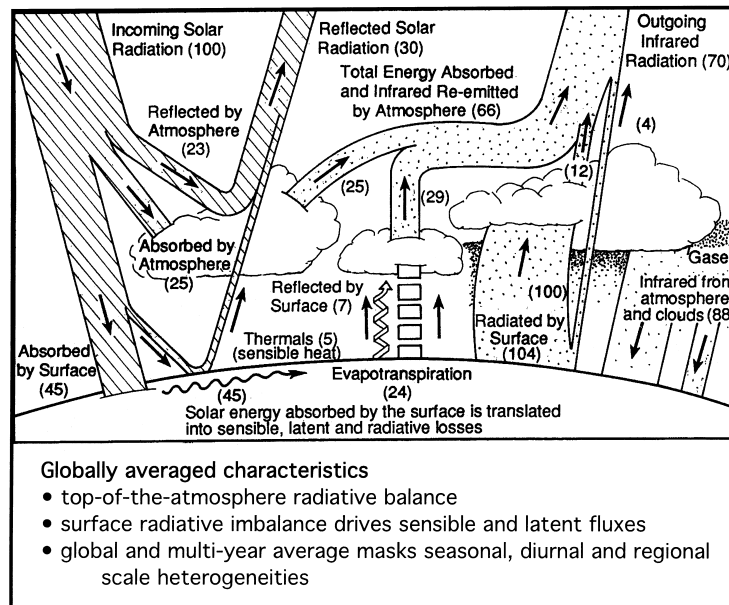 Incoming Solar
Radiation (100)
Reflected Solar
Radiation (30)
Outgoing
Infrared
Radiation (70)
Total Energy Absorbed
and Infrared Re-emitted
by Atmosphere (66)
Reflected by
Atmosphere
(23)
(4)
(25)
(29)
(12)
Absorbed by
Atmosphere
(25)
Gase
Reflected by
Surface (7)
(100)
Infrared from
atmosphere
and clouds (88
Thermals (5)
(sensible heat)
Radiated by
Surface
(104)
Absorbed
by Surface
(45)
(45)
Evapotranspiration
(24)
Solar energy absorbed by the surface is translated
into sensible, latent and radiative losses
Globally averaged characteristics
• top-of-the-atmosphere radiative balance
• surface radiative imbalance drives sensible and latent fluxes
• global and multi-year average masks seasonal, diurnal and regional
scale heterogeneities